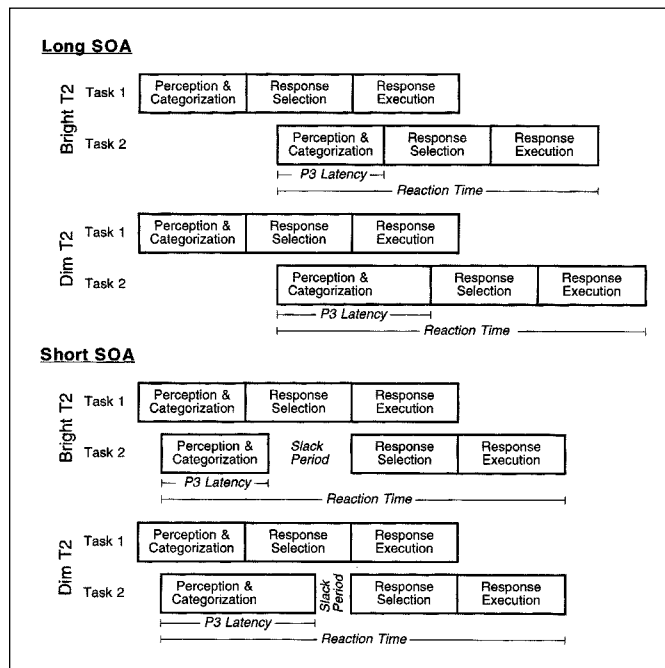 Long SOA
Bright T2
Task 1
Perception & Categorization
Response Selection
Response Execution
Task 2
Perception & Categorization
Response Selection
Response Execution
P3 Latency
Reaction Time
Dim T2
Task 1
Perception & Categorization
Response Selection
Response Execution
Task 2
Perception & Categorization
Response Selection
Response Execution
P3 Latency
Reaction Time
Short SOA
Bright T2
Task 1
Perception & Categorization
Response Selection
Response Execution
Task 2
Perception & Categorization
Slack Period
Response Selection
Response Execution
P3 Latency
Reaction Time
Dim T2
Task 1
Perception & Categorization
Response Selection
Response Execution
Task 2
Perception & Categorization
Slack Period
Response Selection
Response Execution
P3 Latency
Reaction Time